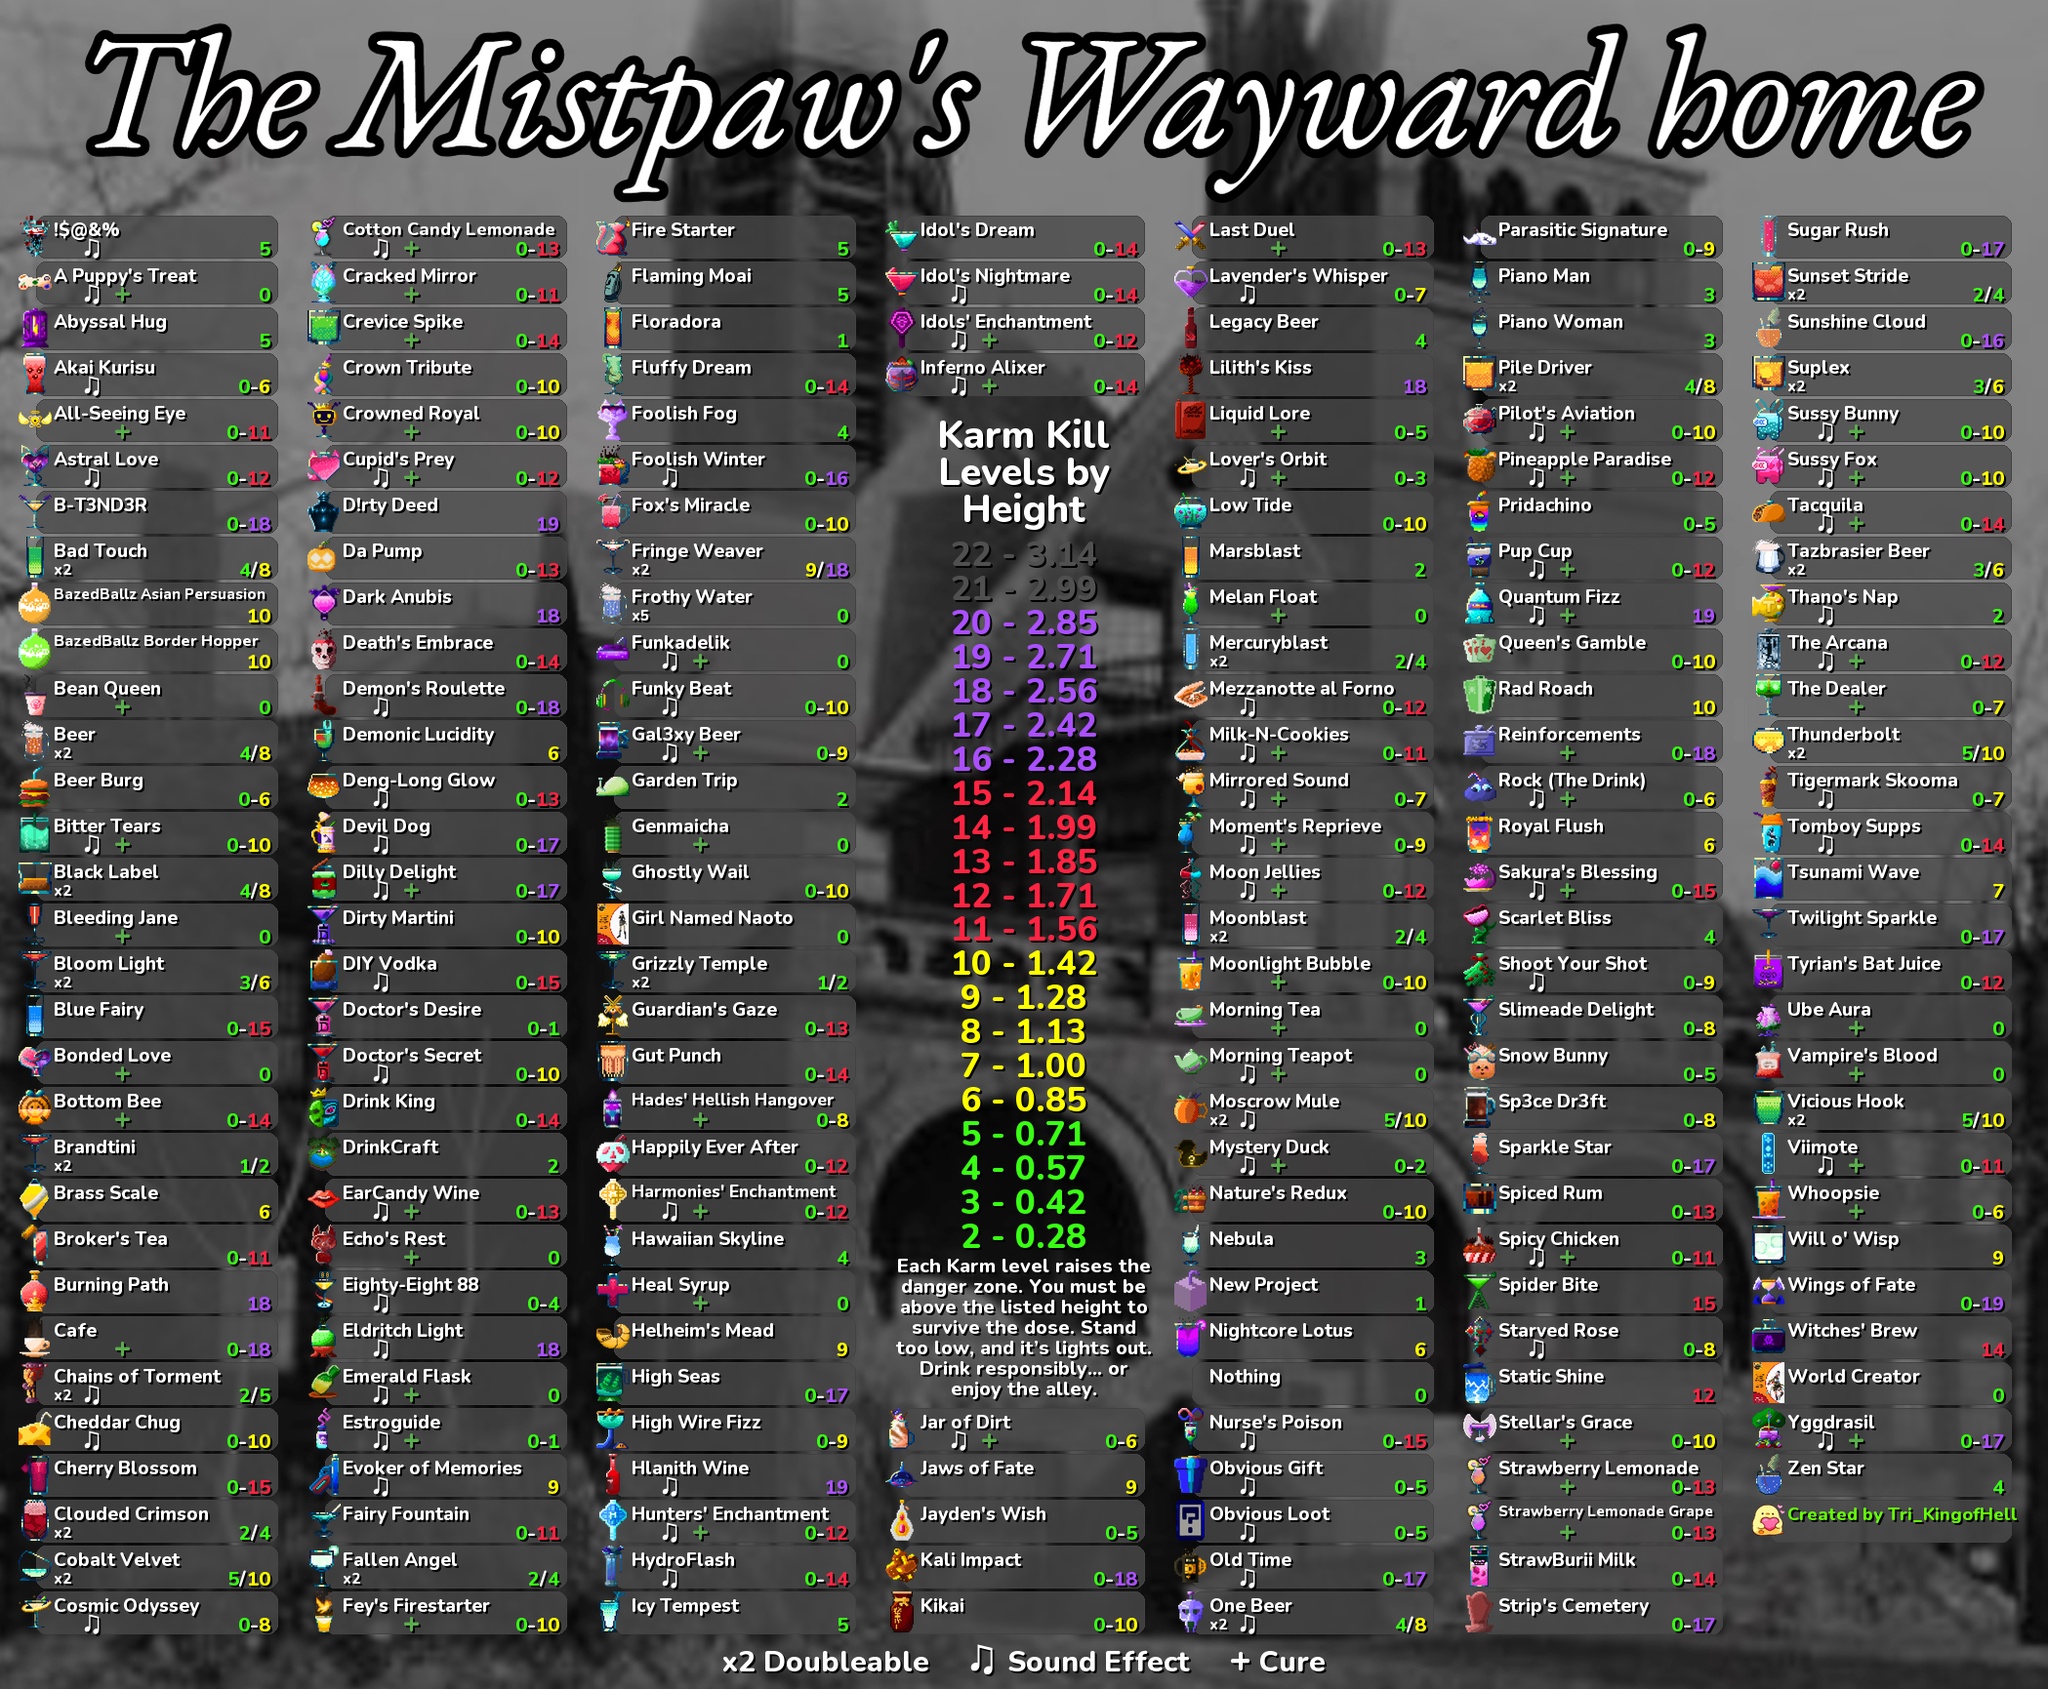 The Mistpaw's Wayward home
!$@&%
♫ 5
A Puppy's Treat
♫ + 0
Abyssal Hug
5
Akai Kurisu
♫ 0-6
All-Seeing Eye
+ 0-11
Astral Love
♫ 0-12
B-T3ND3R
0-18
Bad Touch
x2 4/8
BazedBallz Asian Persuasion
10
BazedBallz Border Hopper
10
Bean Queen
+ 0
Beer
x2 4/8
Beer Burg
0-6
Bitter Tears
♫ + 0-10
Black Label
x2 4/8
Bleeding Jane
+ 0
Bloom Light
x2 3/6
Blue Fairy
0-15
Bonded Love
+ 0
Bottom Bee
+ 0-14
Brandtini
x2 1/2
Brass Scale
6
Broker's Tea
0-11
Burning Path
18
Cafe
+ 0-18
Chains of Torment
x2 ♫ 2/5
Cheddar Chug
♫ 0-10
Cherry Blossom
0-15
Clouded Crimson
x2 2/4
Cobalt Velvet
x2 5/10
Cosmic Odyssey
♫ 0-8
Cotton Candy Lemonade
♫ + 0-13
Cracked Mirror
+ 0-11
Crevice Spike
+ 0-14
Crown Tribute
0-10
Crowned Royal
+ 0-10
Cupid's Prey
♫ + 0-12
D!rty Deed
19
Da Pump
0-13
Dark Anubis
18
Death's Embrace
0-14
Demon's Roulette
♫ 0-18
Demonic Lucidity
6
Deng-Long Glow
♫ 0-13
Devil Dog
♫ 0-17
Dilly Delight
♫ + 0-17
Dirty Martini
0-10
DIY Vodka
♫ 0-15
Doctor's Desire
0-1
Doctor's Secret
♫ 0-10
Drink King
0-14
DrinkCraft
2
EarCandy Wine
♫ + 0-13
Echo's Rest
+ 0
Eighty-Eight 88
♫ 0-4
Eldritch Light
♫ 18
Emerald Flask
♫ + 0
Estroguide
♫ + 0-1
Evoker of Memories
♫ 9
Fairy Fountain
0-11
Fallen Angel
x2 2/4
Fey's Firestarter
+ 0-10
Fire Starter
5
Flaming Moai
5
Floradora
1
Fluffy Dream
0-14
Foolish Fog
4
Foolish Winter
♫ 0-16
Fox's Miracle
0-10
Fringe Weaver
x2 9/18
Frothy Water
x5 0
Funkadelik
♫ + 0
Funky Beat
♫ 0-10
Gal3xy Beer
♫ + 0-9
Garden Trip
2
Genmaicha
+ 0
Ghostly Wail
0-10
Girl Named Naoto
0
Grizzly Temple
x2 1/2
Guardian's Gaze
0-13
Gut Punch
0-14
Hades' Hellish Hangover
+ 0-8
Happily Ever After
0-12
Harmonies' Enchantment
♫ + 0-12
Hawaiian Skyline
4
Heal Syrup
+ 0
Helheim's Mead
9
High Seas
0-17
High Wire Fizz
0-9
Hlanith Wine
19
Hunters' Enchantment
♫ + 0-12
HydroFlash
♫ 0-14
Icy Tempest
5
Idol's Dream
0-14
Idol's Nightmare
♫ 0-14
Idols' Enchantment
♫ + 0-12
Inferno Alixer
♫ + 0-14
Karm Kill
Levels by
Height
22 - 3.14
21 - 2.99
20 - 2.85
19 - 2.71
18 - 2.56
17 - 2.42
16 - 2.28
15 - 2.14
14 - 1.99
13 - 1.85
12 - 1.71
11 - 1.56
10 - 1.42
9 - 1.28
8 - 1.13
7 - 1.00
6 - 0.85
5 - 0.71
4 - 0.57
3 - 0.42
2 - 0.28
Each Karm level raises the
danger zone. You must be
above the listed height to
survive the dose. Stand
too low, and it's lights out.
Drink responsibly... or
enjoy the alley.
Jar of Dirt
♫ + 0-6
Jaws of Fate
9
Jayden's Wish
0-5
Kali Impact
0-18
Kikai
0-10
Last Duel
+ 0-13
Lavender's Whisper
♫ 0-7
Legacy Beer
4
Lilith's Kiss
18
Liquid Lore
+ 0-5
Lover's Orbit
♫ + 0-3
Low Tide
0-10
Marsblast
2
Melan Float
+ 0
Mercuryblast
x2 2/4
Mezzanotte al Forno
♫ 0-12
Milk-N-Cookies
♫ + 0-11
Mirrored Sound
♫ + 0-7
Moment's Reprieve
♫ + 0-9
Moon Jellies
♫ + 0-12
Moonblast
x2 2/4
Moonlight Bubble
+ 0-10
Morning Tea
+ 0
Morning Teapot
♫ + 0
Moscrow Mule
x2 ♫ 5/10
Mystery Duck
♫ + 0-2
Nature's Redux
0-10
Nebula
3
New Project
1
Nightcore Lotus
6
Nothing
0
Nurse's Poison
♫ 0-15
Obvious Gift
♫ 0-5
Obvious Loot
♫ 0-5
Old Time
♫ 0-17
One Beer
x2 ♫ 4/8
Parasitic Signature
0-9
Piano Man
3
Piano Woman
3
Pile Driver
x2 4/8
Pilot's Aviation
♫ + 0-10
Pineapple Paradise
♫ + 0-12
Pridachino
0-5
Pup Cup
♫ + 0-12
Quantum Fizz
♫ + 19
Queen's Gamble
0-10
Rad Roach
10
Reinforcements
+ 0-18
Rock (The Drink)
♫ + 0-6
Royal Flush
6
Sakura's Blessing
♫ + 0-15
Scarlet Bliss
4
Shoot Your Shot
♫ 0-9
Slimeade Delight
0-8
Snow Bunny
0-5
Sp3ce Dr3ft
0-8
Sparkle Star
0-17
Spiced Rum
0-13
Spicy Chicken
♫ + 0-11
Spider Bite
15
Starved Rose
♫ 0-8
Static Shine
12
Stellar's Grace
+ 0-10
Strawberry Lemonade
+ 0-13
Strawberry Lemonade Grape
+ 0-13
StrawBurii Milk
0-14
Strip's Cemetery
0-17
Sugar Rush
0-17
Sunset Stride
x2 2/4
Sunshine Cloud
0-16
Suplex
x2 3/6
Sussy Bunny
♫ + 0-10
Sussy Fox
♫ + 0-10
Tacquila
♫ + 0-14
Tazbrasier Beer
x2 3/6
Thano's Nap
2
The Arcana
♫ + 0-12
The Dealer
+ 0-7
Thunderbolt
x2 5/10
Tigermark Skooma
♫ 0-7
Tomboy Supps
♫ 0-14
Tsunami Wave
7
Twilight Sparkle
0-17
Tyrian's Bat Juice
0-12
Ube Aura
+ 0
Vampire's Blood
+ 0
Vicious Hook
x2 5/10
Viimote
♫ + 0-11
Whoopsie
+ 0-6
Will o' Wisp
9
Wings of Fate
0-19
Witches' Brew
14
World Creator
0
Yggdrasil
♫ + 0-17
Zen Star
4
Created by Tri_KingofHell
x2 Doubleable ♫ Sound Effect + Cure